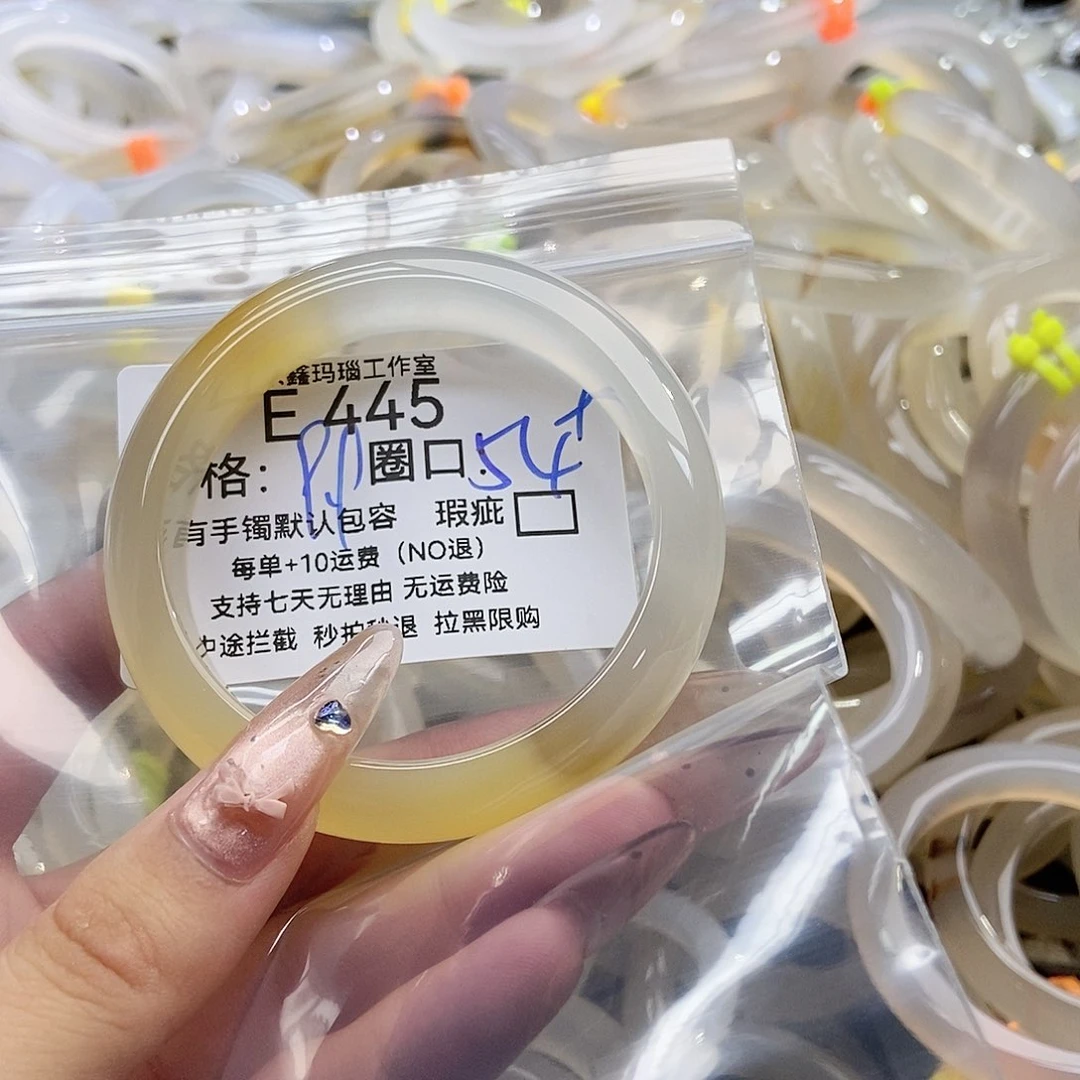 鑫玛瑙工作室
E 445
格: 圈口: 54+
有手镯默认包容 瑕疵
每单+10运费（NO退）
支持七天无理由 无运费险
中途拦截 秒拍秒退 拉黑限购